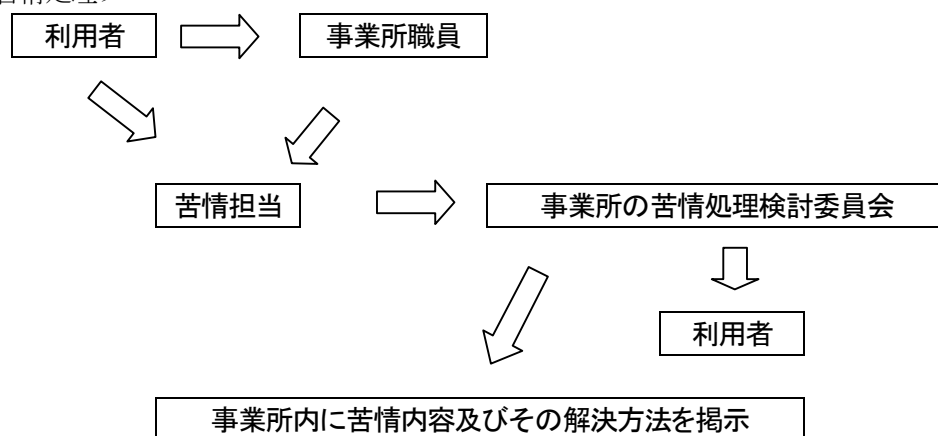 利用者
事業所職員
苦情担当
事業所の苦情処理検討委員会
利用者
事業所内に苦情内容及びその解決方法を掲示